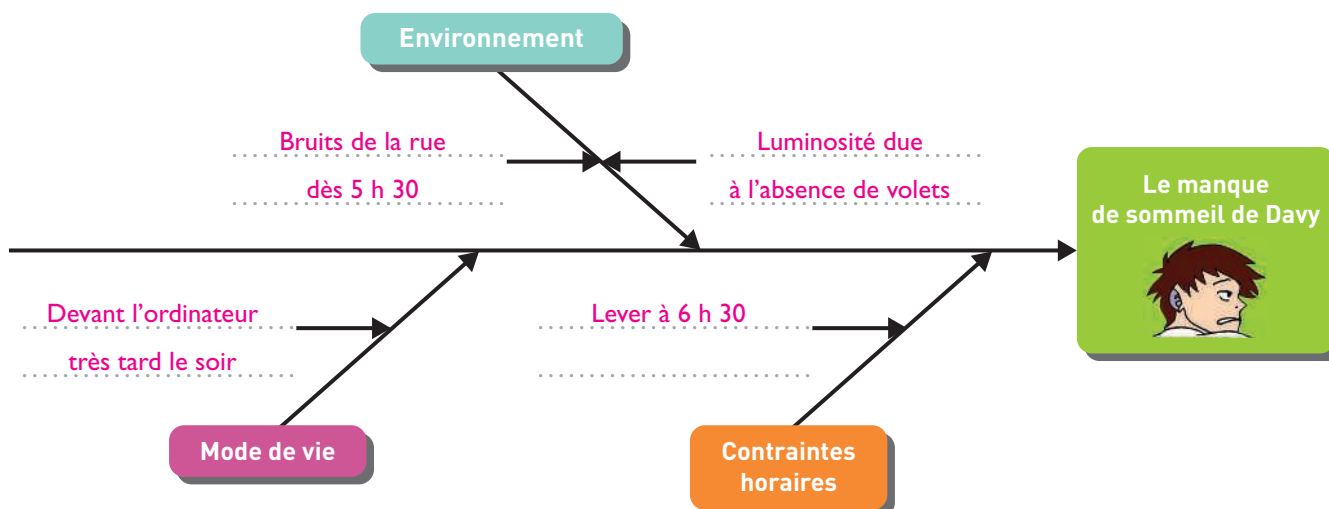 Environnement
Bruits de la rue
dès 5 h 30
Luminosité due
à l'absence de volets
Le manque
de sommeil de Davy
Devant l'ordinateur
très tard le soir
Lever à 6 h 30
Mode de vie
Contraintes
horaires